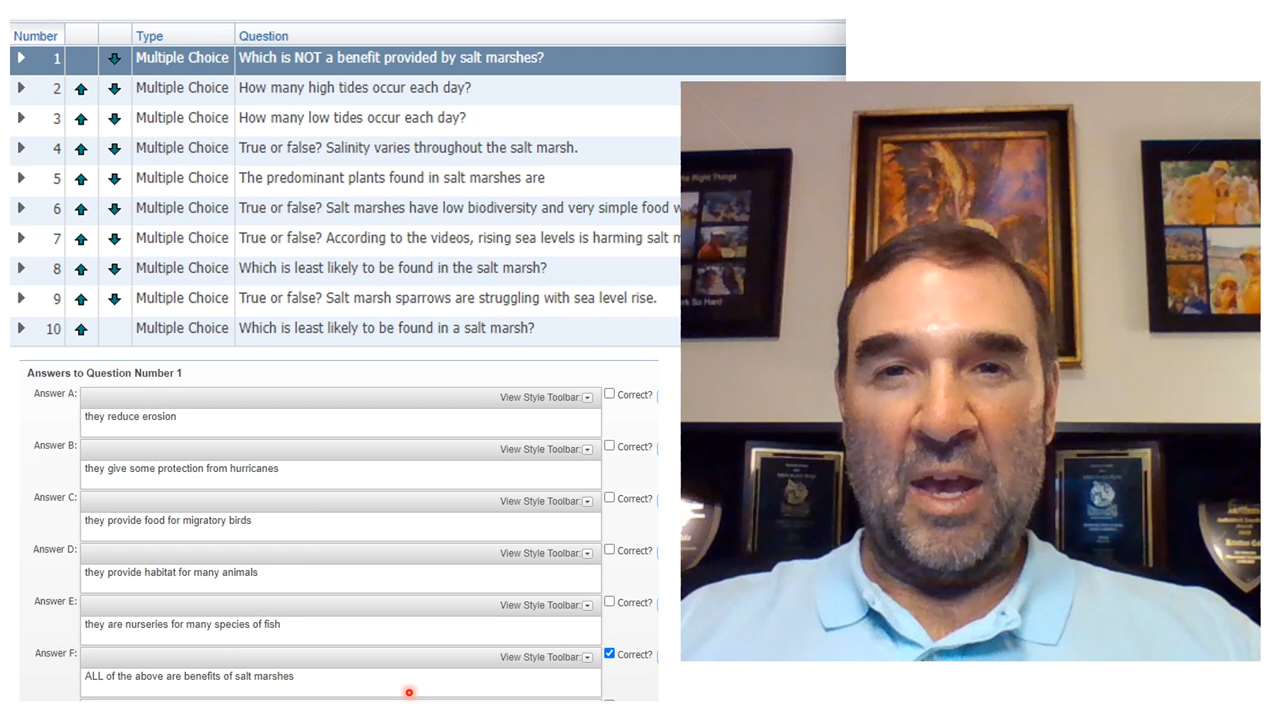 Number Type Question
1 Multiple Choice Which is NOT a benefit provided by salt marshes?
2 Multiple Choice How many high tides occur each day?
3 Multiple Choice How many low tides occur each day?
4 Multiple Choice True or false? Salinity varies throughout the salt marsh.
5 Multiple Choice The predominant plants found in salt marshes are
6 Multiple Choice True or false? Salt marshes have low biodiversity and very simple food
7 Multiple Choice True or false? According to the videos, rising sea levels is harming salt
8 Multiple Choice Which is least likely to be found in the salt marsh?
9 Multiple Choice True or false? Salt marsh sparrows are struggling with sea level rise.
10 Multiple Choice Which is least likely to be found in a salt marsh?
Answers to Question Number 1
Answer A: View Style Toolbar: Correct?
they reduce erosion
Answer B: View Style Toolbar: Correct?
they give some protection from hurricanes
Answer C: View Style Toolbar: Correct?
they provide food for migratory birds
Answer D: View Style Toolbar: Correct?
they provide habitat for many animals
Answer E: View Style Toolbar: Correct?
they are nurseries for many species of fish
Answer F: View Style Toolbar: Correct?
ALL of the above are benefits of salt marshes
Right Things
So Hard